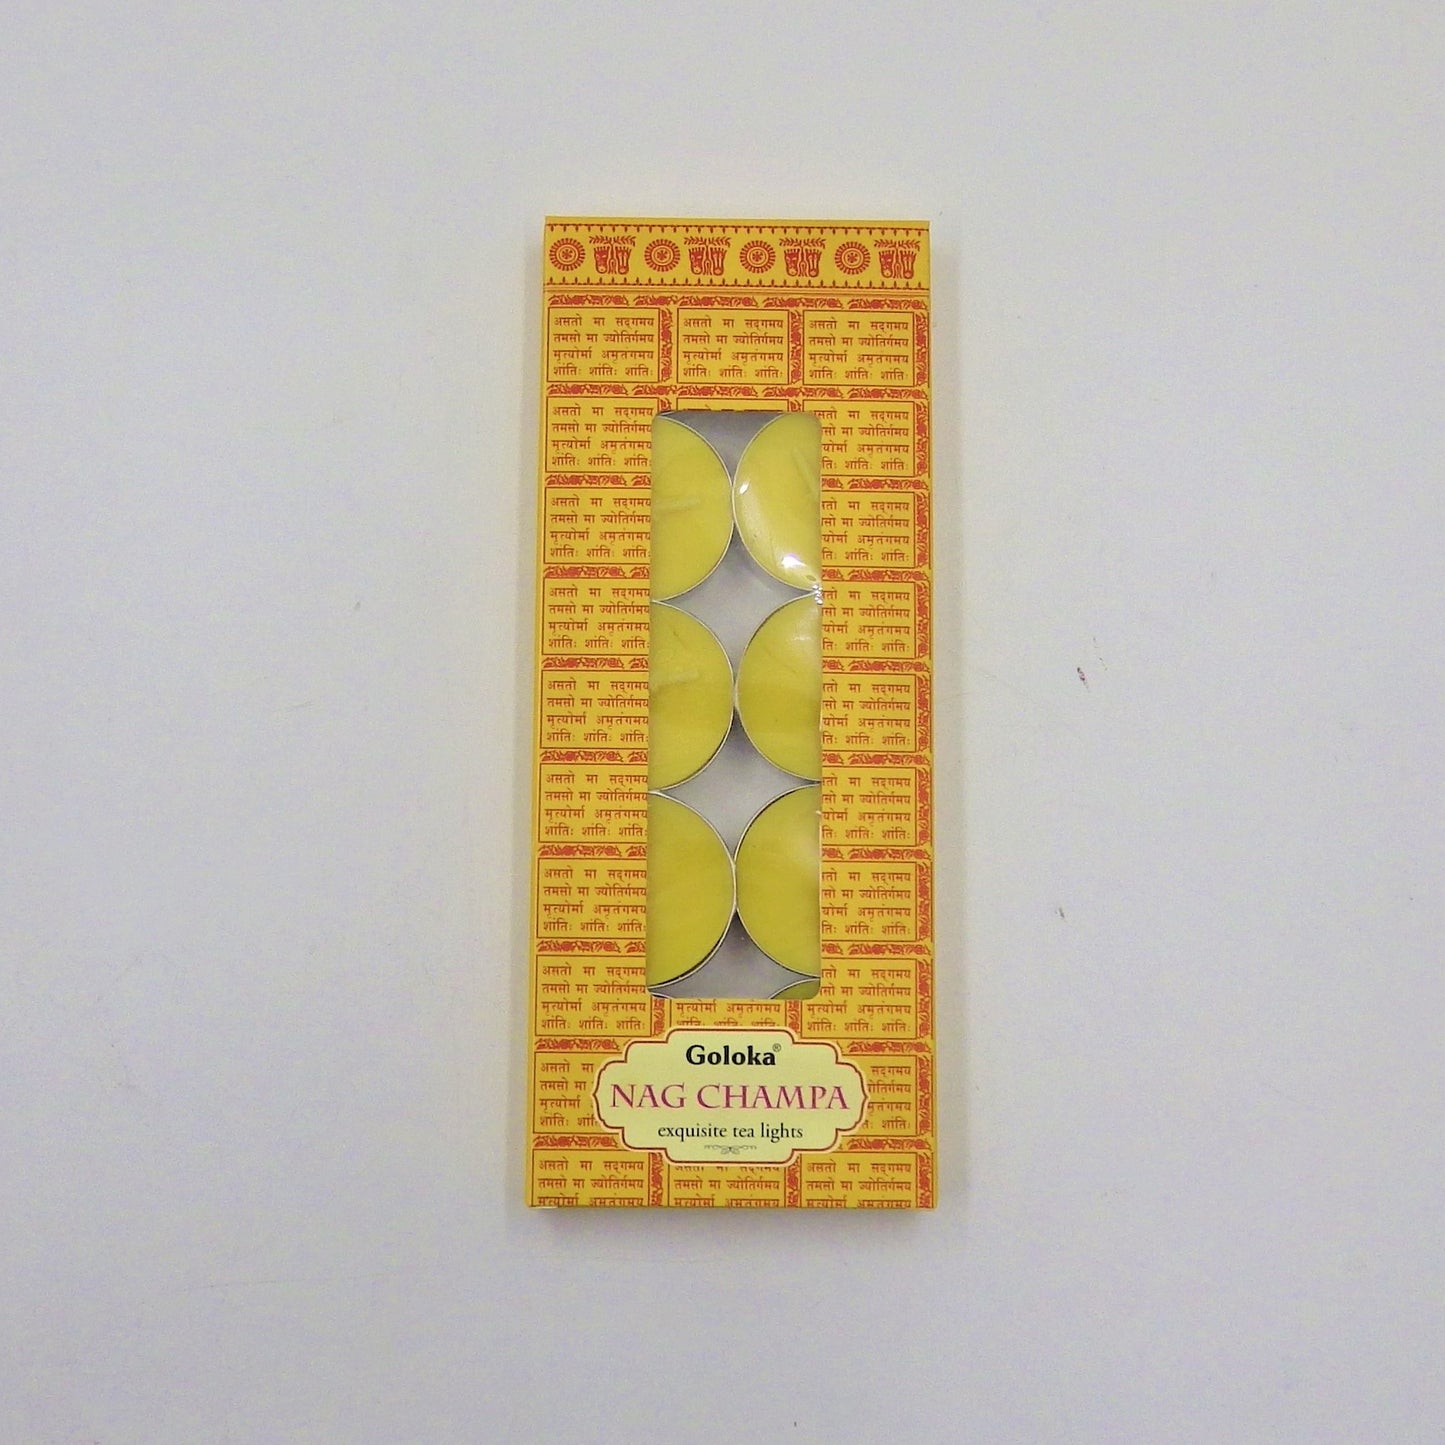 असतो मा सद्गमय
तमसो मा ज्योतिर्गमय
मृत्योर्मा अमृतंगमय
शांतिः शांतिः शांतिः
Goloka®
NAG CHAMPA
exquisite tea lights